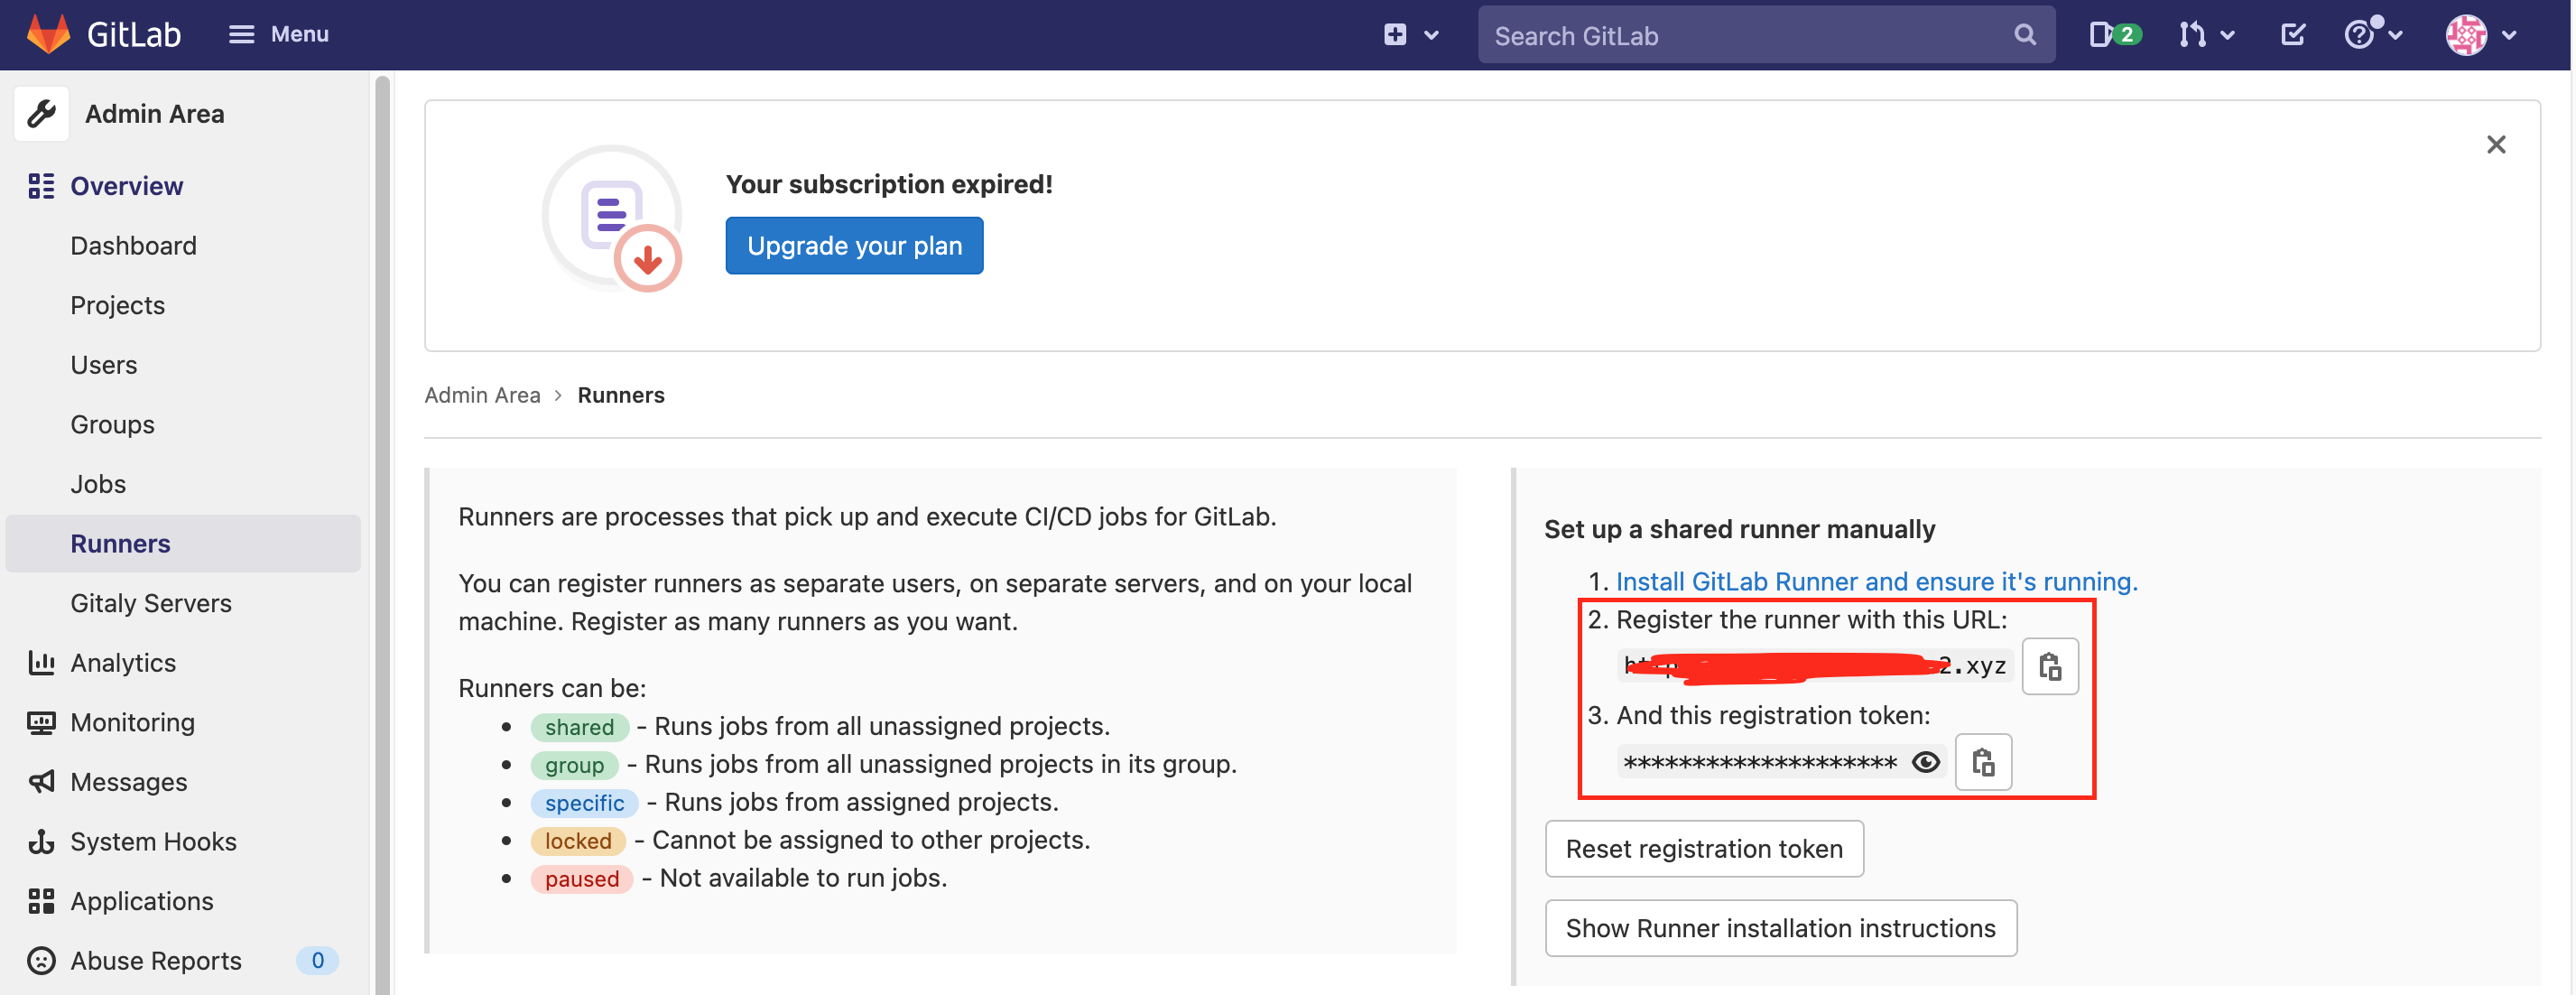 GitLab
Menu
Search GitLab
2
Admin Area
Overview
Dashboard
Projects
Users
Groups
Jobs
Runners
Gitaly Servers
Analytics
Monitoring
Messages
System Hooks
Applications
Abuse Reports 0
Your subscription expired!
Upgrade your plan
Admin Area > Runners
Runners are processes that pick up and execute CI/CD jobs for GitLab.
You can register runners as separate users, on separate servers, and on your local
machine. Register as many runners as you want.
Runners can be:
• shared - Runs jobs from all unassigned projects.
• group - Runs jobs from all unassigned projects in its group.
• specific - Runs jobs from assigned projects.
• locked - Cannot be assigned to other projects.
• paused - Not available to run jobs.
Set up a shared runner manually
1. Install GitLab Runner and ensure it's running.
2. Register the runner with this URL:
2.xyz
3. And this registration token:
********************
Reset registration token
Show Runner installation instructions